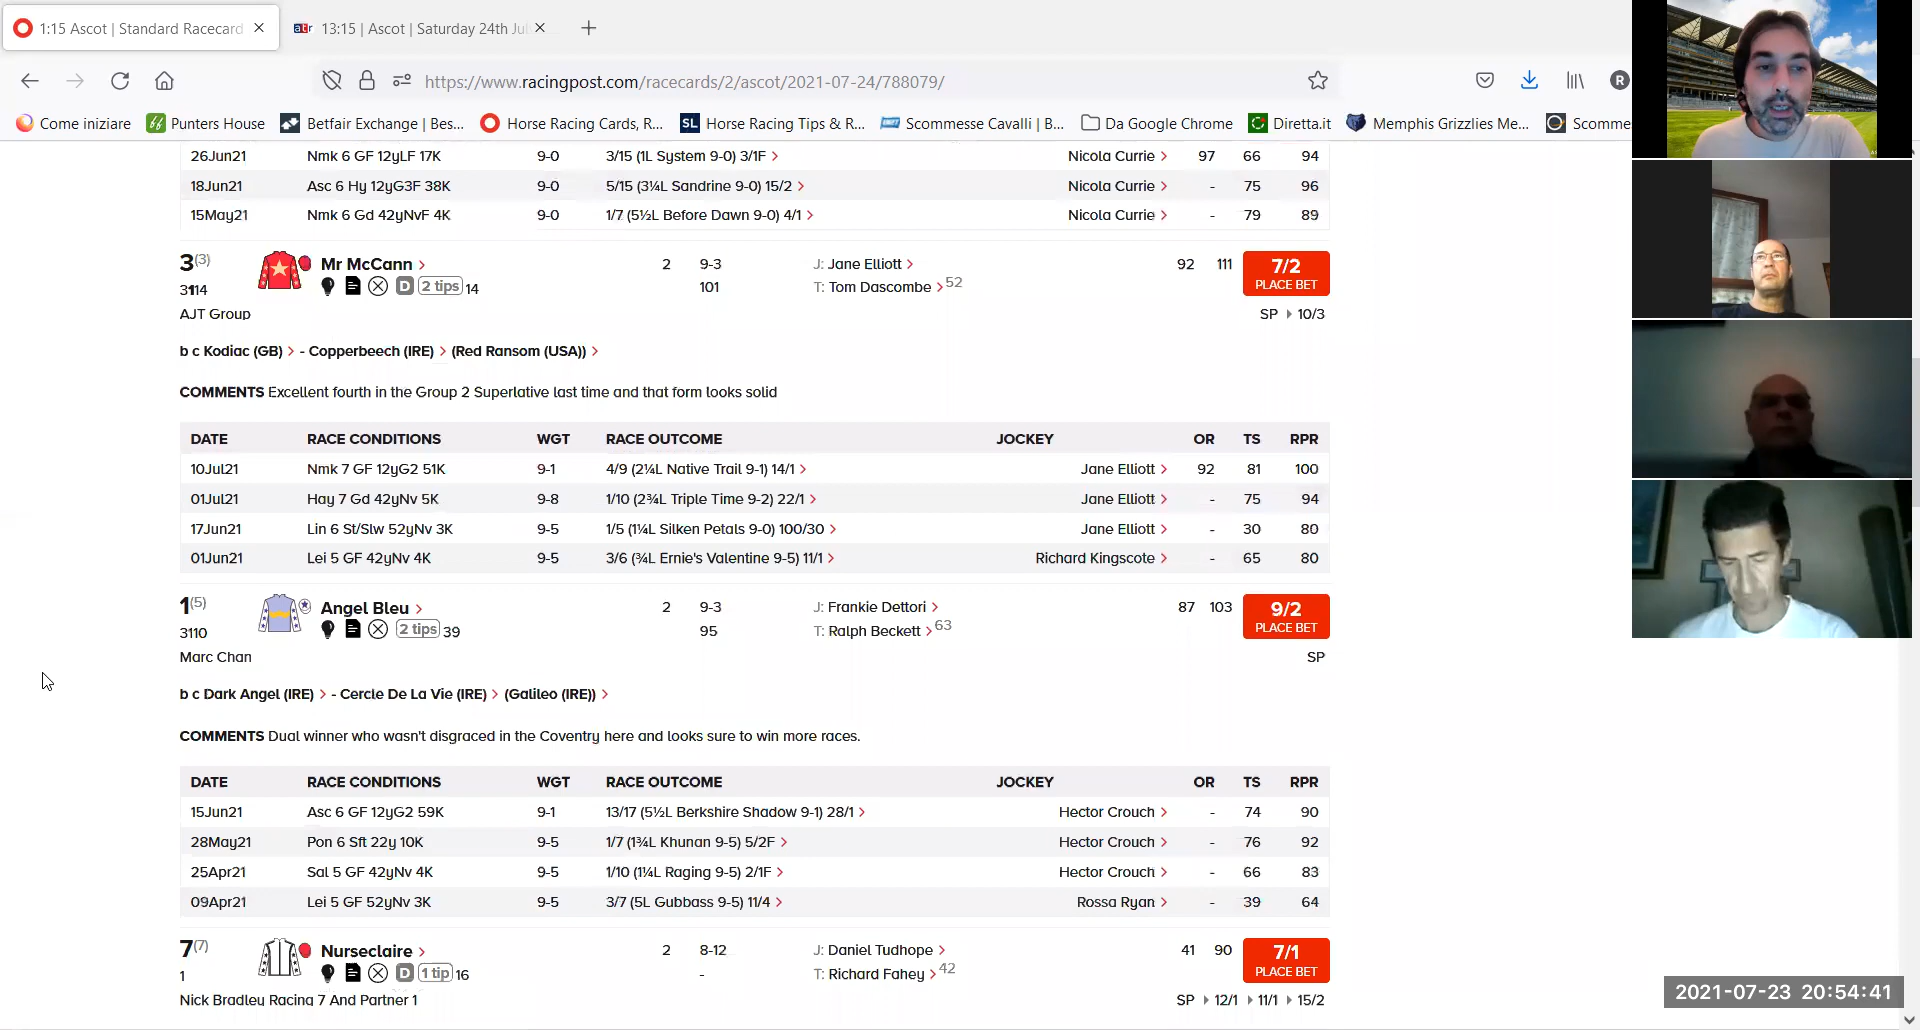 1:15 Ascot | Standard Racecard
13:15 | Ascot | Saturday 24th Ju
https://www.racingpost.com/racecards/2/ascot/2021-07-24/788079/
R
Come iniziare Punters House Betfair Exchange | Bes... Horse Racing Cards, R... SL Horse Racing Tips & R... Scommesse Cavalli | B... Da Google Chrome Diretta.it Memphis Grizzlies Me... Scomme
26Jun21 Nmk 6 GF 12yLF 17K 9-0 3/15 (1L System 9-0) 3/1F Nicola Currie 97 66 94
18Jun21 Asc 6 Hy 12yG3F 38K 9-0 5/15 (3¼L Sandrine 9-0) 15/2 Nicola Currie - 75 96
15May21 Nmk 6 Gd 42yNvF 4K 9-0 1/7 (5½L Before Dawn 9-0) 4/1 Nicola Currie - 79 89
3(3) Mr McCann 2 9-3 J: Jane Elliott 92 111 7/2
3114 D 2 tips 14 101 T: Tom Dascombe 52 PLACE BET
AJT Group SP 10/3
b c Kodiac (GB) - Copperbeech (IRE) (Red Ransom (USA))
COMMENTS Excellent fourth in the Group 2 Superlative last time and that form looks solid
DATE RACE CONDITIONS WGT RACE OUTCOME JOCKEY OR TS RPR
10Jul21 Nmk 7 GF 12yG2 51K 9-1 4/9 (2¼L Native Trail 9-1) 14/1 Jane Elliott 92 81 100
01Jul21 Hay 7 Gd 42yNv 5K 9-8 1/10 (2¾L Triple Time 9-2) 22/1 Jane Elliott - 75 94
17Jun21 Lin 6 St/Slw 52yNv 3K 9-5 1/5 (1¼L Silken Petals 9-0) 100/30 Jane Elliott - 30 80
01Jun21 Lei 5 GF 42yNv 4K 9-5 3/6 (¾L Ernie's Valentine 9-5) 11/1 Richard Kingscote - 65 80
1(5) Angel Bleu 2 9-3 J: Frankie Dettori 87 103 9/2
3110 2 tips 39 95 T: Ralph Beckett 63 PLACE BET
Marc Chan SP
b c Dark Angel (IRE) - Cercle De La Vie (IRE) (Galileo (IRE))
COMMENTS Dual winner who wasn't disgraced in the Coventry here and looks sure to win more races.
DATE RACE CONDITIONS WGT RACE OUTCOME JOCKEY OR TS RPR
15Jun21 Asc 6 GF 12yG2 59K 9-1 13/17 (5½L Berkshire Shadow 9-1) 28/1 Hector Crouch - 74 90
28May21 Pon 6 Sft 22y 10K 9-5 1/7 (1¾L Khunan 9-5) 5/2F Hector Crouch - 76 92
25Apr21 Sal 5 GF 42yNv 4K 9-5 1/10 (1¼L Raging 9-5) 2/1F Hector Crouch - 66 83
09Apr21 Lei 5 GF 52yNv 3K 9-5 3/7 (5L Gubbass 9-5) 11/4 Rossa Ryan - 39 64
7(7) Nurseclaire 2 8-12 J: Daniel Tudhope 41 90 7/1
1 D 1 tip 16 - T: Richard Fahey 42 PLACE BET
Nick Bradley Racing 7 And Partner 1 SP 12/1 11/1 15/2
2021-07-23 20:54:41